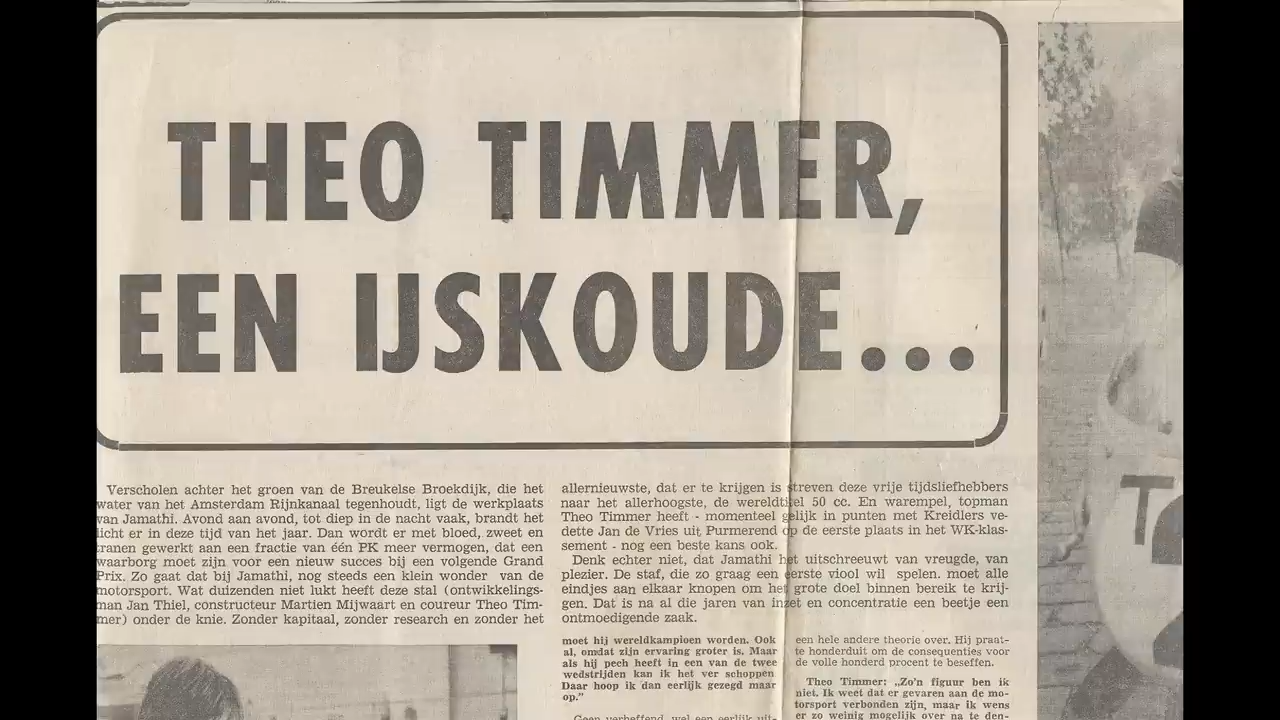 THEO TIMMER,
EEN IJSKOUDE...
Verscholen achter het groen van de Breukelse Broekdijk, die het
water van het Amsterdam Rijnkanaal tegenhoudt, ligt de werkplaats
van Jamathi. Avond aan avond, tot diep in de nacht vaak, brandt het
licht er in deze tijd van het jaar. Dan wordt er met bloed, zweet en
tranen gewerkt aan een fractie van één PK meer vermogen, dat een
waarborg moet zijn voor een nieuw succes bij een volgende Grand
Prix. Zo gaat dat bij Jamathi, nog steeds een klein wonder van de
motorsport. Wat duizenden niet lukt heeft deze stal (ontwikkelings-
man Jan Thiel, constructeur Martien Mijwaart en coureur Theo Tim-
mer) onder de knie. Zonder kapitaal, zonder research en zonder het
allernieuwste, dat er te krijgen is streven deze vrije tijdsliefhebbers
naar het allerhoogste, de wereldtitel 50 cc. En warempel, topman
Theo Timmer heeft - momenteel gelijk in punten met Kreidlers ve-
dette Jan de Vries uit Purmerend op de eerste plaats in het WK-klas-
sement - nog een beste kans ook.
Denk echter niet, dat Jamathi het uitschreeuwt van vreugde, van
plezier. De staf, die zo graag een eerste viool wil spelen. moet alle
eindjes aan elkaar knopen om het grote doel binnen bereik te krij-
gen. Dat is na al die jaren van inzet en concentratie een beetje een
ontmoedigende zaak.
moet hij wereldkampioen worden. Ook
al, omdat zijn ervaring groter is. Maar
als hij pech heeft in een van de twee
wedstrijden kan ik het ver schoppen
Daar hoop ik dan eerlijk gezegd maar
op."
Geen verheffend, wel een eerlijk uit-
een hele andere theorie over. Hij praat-
te honderduit om de consequenties voor
de volle honderd procent te beseffen.
Theo Timmer: „Zo'n figuur ben ik
niet. Ik weet dat er gevaren aan de mo-
torsport verbonden zijn, maar ik wens
er zo weinig mogelijk over na te den-